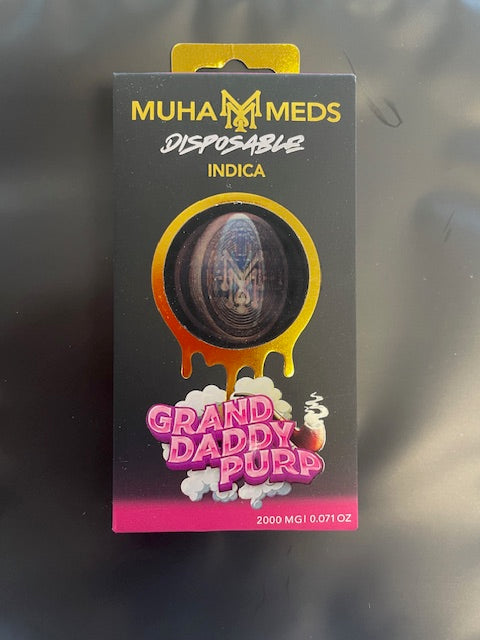 MUHA MEDS
DISPOSABLE
INDICA
GRAND
DADDY
PURP
2000 MG| 0.071 OZ